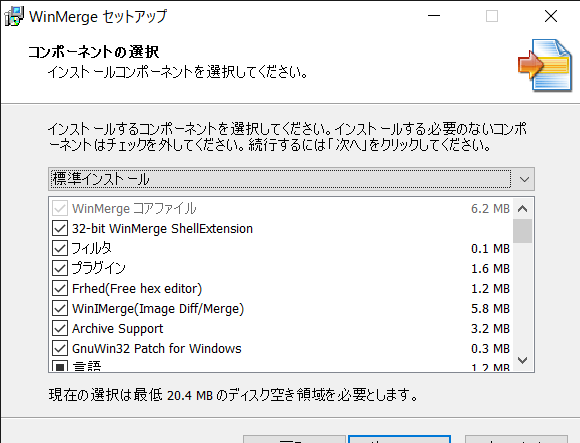 WinMerge セットアップ
コンポーネントの選択
インストールコンポーネントを選択してください。
インストールするコンポーネントを選択してください。インストールする必要のないコンポ
ーネントはチェックを外してください。続行するには「次へ」をクリックしてください。
標準インストール
WinMerge コアファイル 6.2 MB
32-bit WinMerge ShellExtension
フィルタ 0.1 MB
プラグイン 1.6 MB
Frhed(Free hex editor) 1.2 MB
WinIMerge(Image Diff/Merge) 5.8 MB
Archive Support 3.2 MB
GnuWin32 Patch for Windows 0.3 MB
言語 1.2 MB
現在の選択は最低 20.4 MB のディスク空き領域を必要とします。